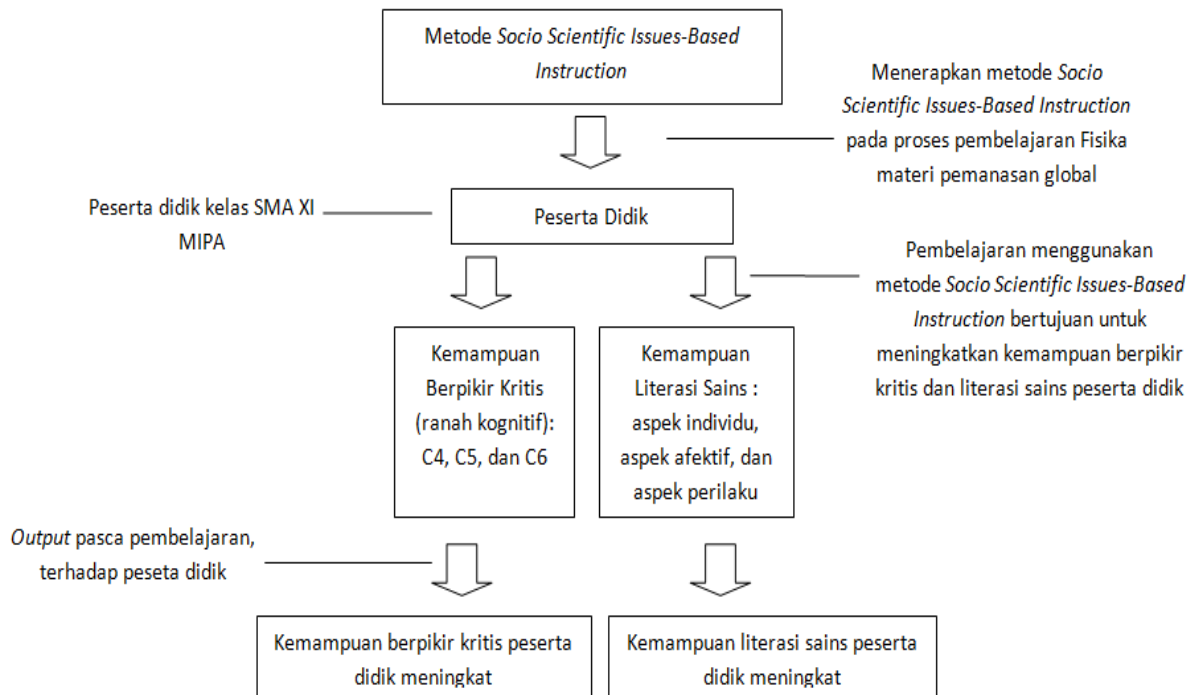 Metode Socio Scientific Issues-Based
Instruction
Menerapkan metode Socio
Scientific Issues-Based Instruction
pada proses pembelajaran Fisika
materi pemanasan global
Peserta didik kelas SMA XI
MIPA
Peserta Didik
Pembelajaran menggunakan
metode Socio Scientific Issues-Based
Instruction bertujuan untuk
meningkatkan kemampuan berpikir
kritis dan literasi sains peserta didik
Kemampuan
Berpikir Kritis
(ranah kognitif):
C4, C5, dan C6
Kemampuan
Literasi Sains :
aspek individu,
aspek afektif, dan
aspek perilaku
Output pasca pembelajaran,
terhadap peseta didik
Kemampuan berpikir kritis peserta
didik meningkat
Kemampuan literasi sains peserta
didik meningkat